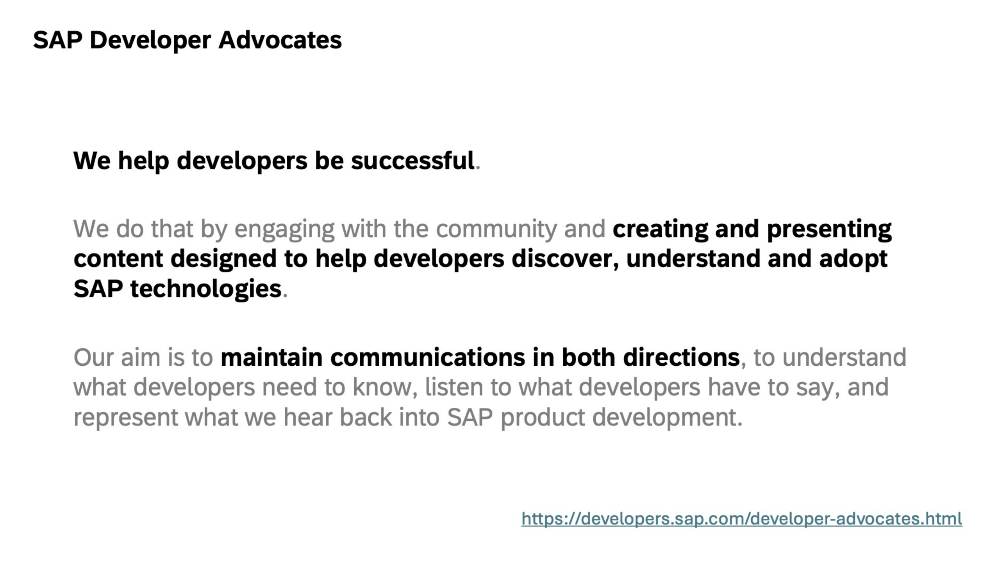 SAP Developer Advocates
We help developers be successful.
We do that by engaging with the community and creating and presenting
content designed to help developers discover, understand and adopt
SAP technologies.
Our aim is to maintain communications in both directions, to understand
what developers need to know, listen to what developers have to say, and
represent what we hear back into SAP product development.
https://developers.sap.com/developer-advocates.html